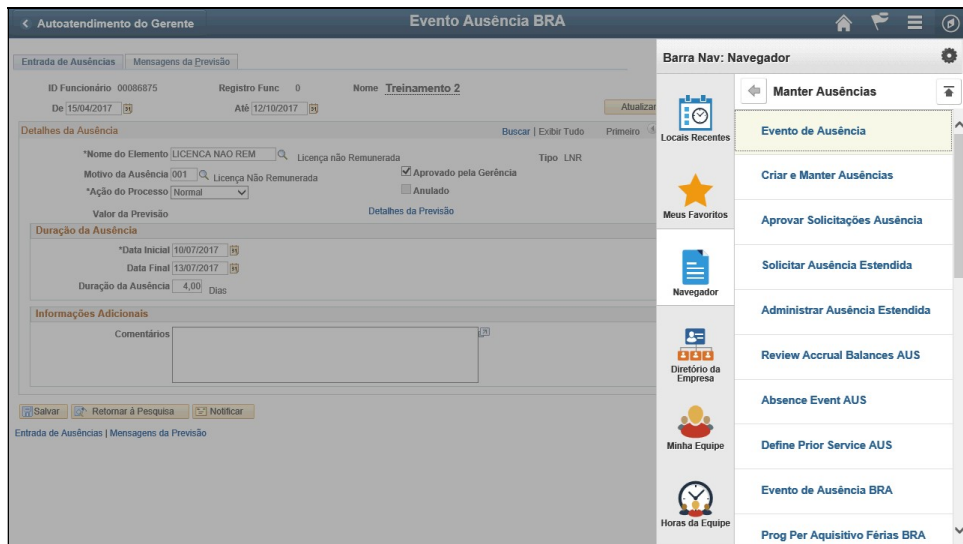 Autoatendimento do Gerente
Evento Ausência BRA
Entrada de Ausências
Mensagens da Previsão
ID Funcionário 00086875 Registro Func 0 Nome Treinamento 2
De 15/04/2017 Até 12/10/2017 Atualizar
Detalhes da Ausência Buscar | Exibir Tudo Primeiro
*Nome do Elemento LICENCA NAO REM Licença não Remunerada Tipo LNR
Motivo da Ausência 001 Licença Não Remunerada Aprovado pela Gerência
*Ação do Processo Normal Anulado
Valor da Previsão Detalhes da Previsão
Duração da Ausência
*Data Inicial 10/07/2017
Data Final 13/07/2017
Duração da Ausência 4,00 Dias
Informações Adicionais
Comentários
Salvar Retornar à Pesquisa Notificar
Entrada de Ausências | Mensagens da Previsão
Barra Nav: Navegador
Locais Recentes
Meus Favoritos
Navegador
Diretório da
Empresa
Minha Equipe
Horas da Equipe
Manter Ausências
Evento de Ausência
Criar e Manter Ausências
Aprovar Solicitações Ausência
Solicitar Ausência Estendida
Administrar Ausência Estendida
Review Accrual Balances AUS
Absence Event AUS
Define Prior Service AUS
Evento de Ausência BRA
Prog Per Aquisitivo Férias BRA